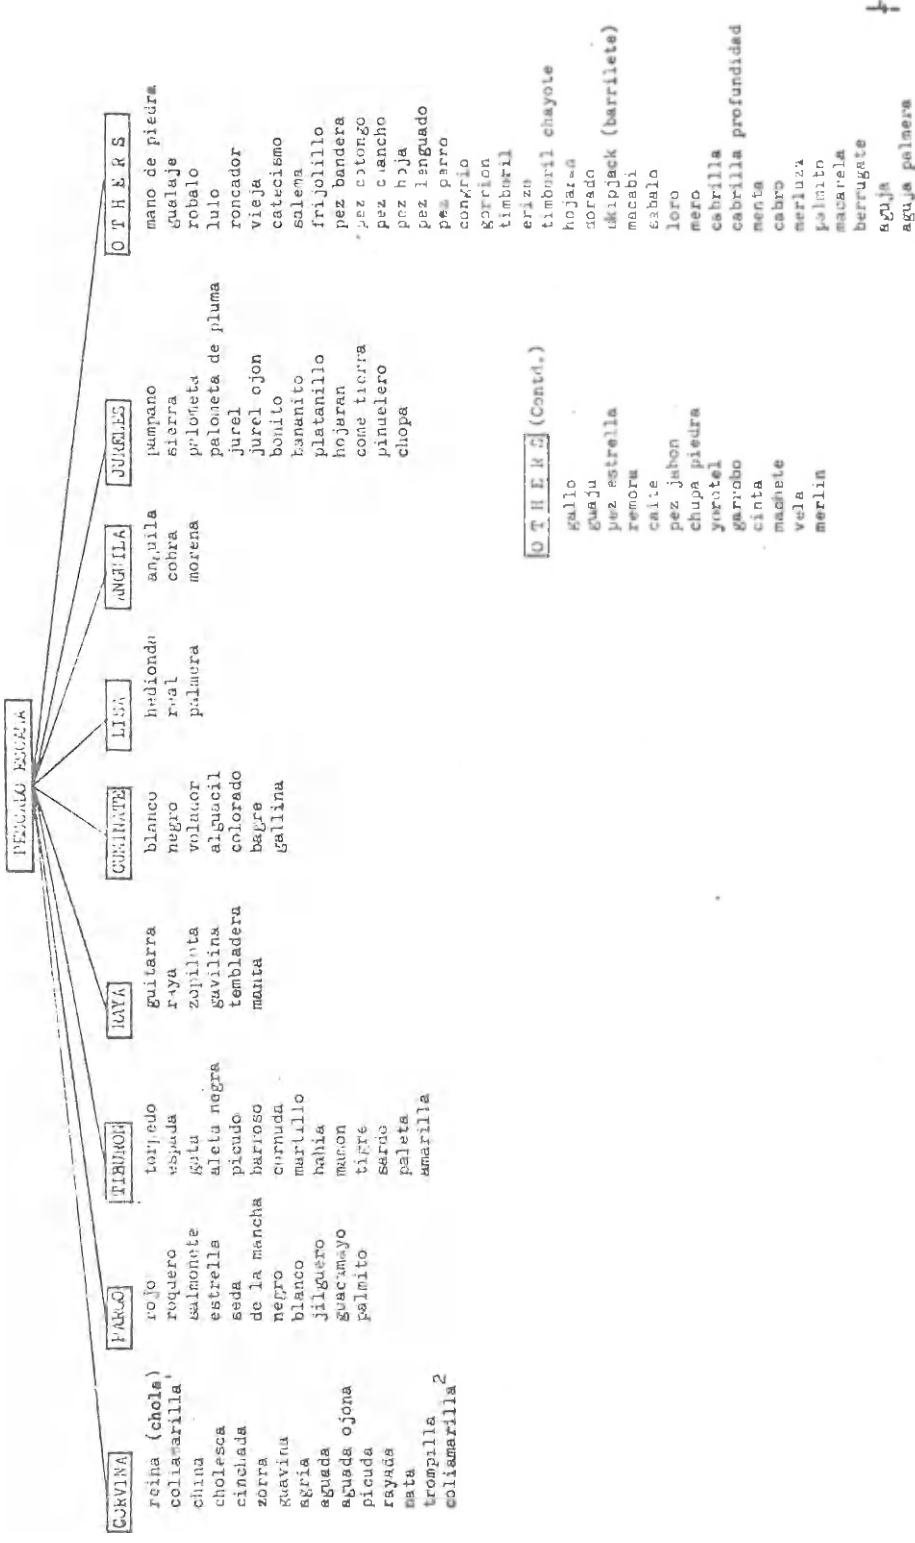 PESCADO ESCAMA
CORVINA
reina (chola)
coliamarilla¹
china
cholesca
cinchada
zorra
guavina
agria
aguada
aguada ojona
picuda
rayada
nata
trompilla
coliamarilla²
PARGO
rojo
roquero
salmonete
estrella
seda
de la mancha
negro
blanco
jilguero
guacamayo
palmito
TIBURON
torpedo
espada
gata
aleta negra
picudo
barroso
cornuda
martillo
bahia
mamon
tigre
sardo
paleta
amarilla
RAYA
guitarra
raya
zopilota
gavilina
tembladera
manta
CUMINATE
blanco
negro
volador
alguacil
colorado
bagre
gallina
LISA
hedionda
real
palmera
ANGUILA
anguila
cobra
morena
JURELES
pampano
sierra
palometa
palometa de pluma
jurel
jurel ojon
bonito
bananito
platanillo
hojaran
come tierra
pinuelero
chopa
OTHERS
mano de piedra
gualaje
robalo
lulo
roncador
vieja
catecismo
salema
frijolillo
pez bandera
pez cotongo
pez chancho
pez hoja
pez lenguado
pez perro
congrio
gorrion
timboril
erizo
timboril chayote
hojaran
dorado
skipjack (barrilete)
macabi
sabalo
loro
mero
cabrilla
cabrilla profundidad
menta
cabro
merluza
palmito
macarela
berrugate
aguja
aguja palmera
OTHERS (Contd.)
gallo
guaju
pez estrella
remora
caite
pez jabon
chupa piedra
garrobo
cinta
machete
vela
merlin